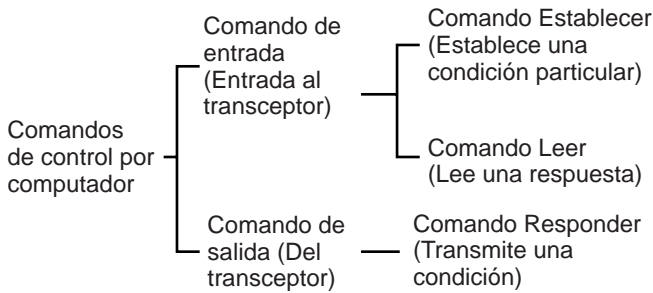 Comandos
de control por
computador
Comando de
entrada
(Entrada al
transceptor)
Comando Establecer
(Establece una
condición particular)
Comando Leer
(Lee una respuesta)
Comando de
salida (Del
transceptor)
Comando Responder
(Transmite una
condición)